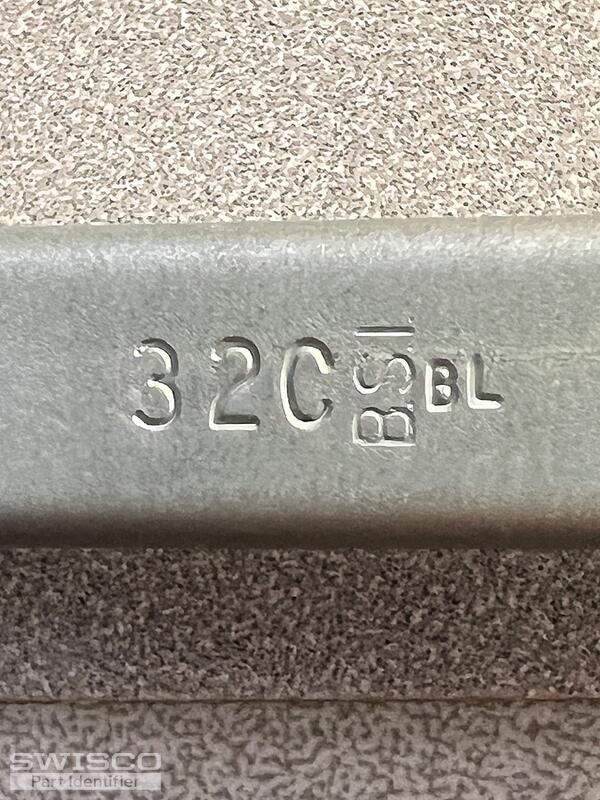 32C BSI BL
SWISCO
Part Identifier